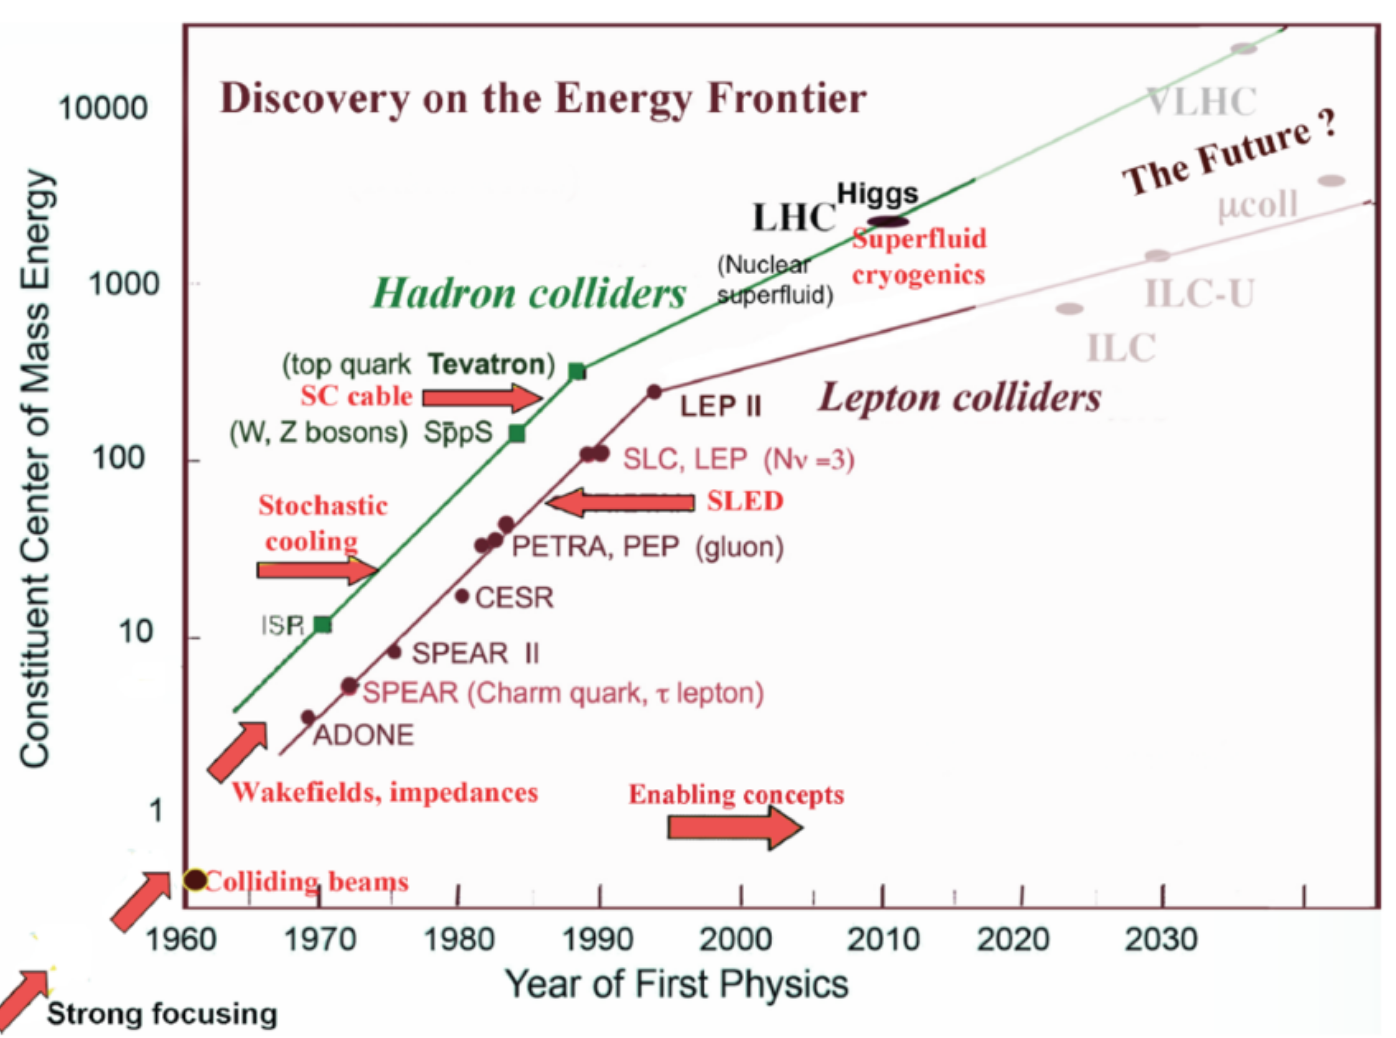 Discovery on the Energy Frontier
Constituent Center of Mass Energy
10000
1000
100
10
1
VLHC
The Future ?
μcoll
Higgs
LHC
Superfluid
cryogenics
(Nuclear
superfluid)
Hadron colliders
ILC-U
ILC
(top quark Tevatron)
SC cable
(W, Z bosons) Sp̄pS
LEP II
Lepton colliders
SLC, LEP (Nν =3)
SLED
Stochastic
cooling
PETRA, PEP (gluon)
CESR
ISR
SPEAR II
SPEAR (Charm quark, τ lepton)
ADONE
Wakefields, impedances
Enabling concepts
Colliding beams
1960 1970 1980 1990 2000 2010 2020 2030
Year of First Physics
Strong focusing